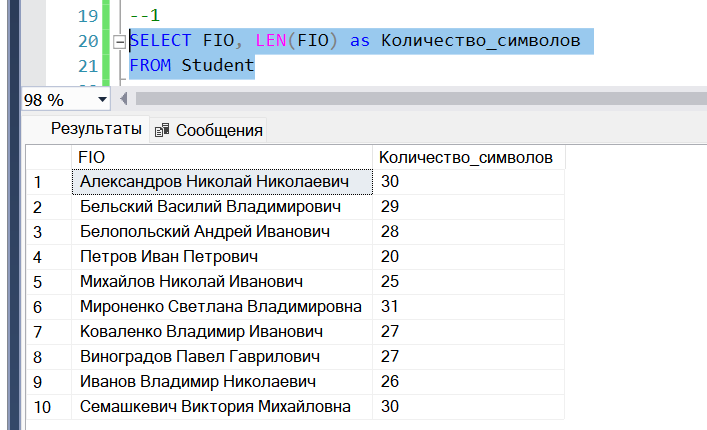 19 --1
20 SELECT FIO, LEN(FIO) as Количество_символов
21 FROM Student
98 %
Результаты Сообщения
FIO Количество_символов
1 Александров Николай Николаевич 30
2 Бельский Василий Владимирович 29
3 Белопольский Андрей Иванович 28
4 Петров Иван Петрович 20
5 Михайлов Николай Иванович 25
6 Мироненко Светлана Владимировна 31
7 Коваленко Владимир Иванович 27
8 Виноградов Павел Гаврилович 27
9 Иванов Владимир Николаевич 26
10 Семашкевич Виктория Михайловна 30